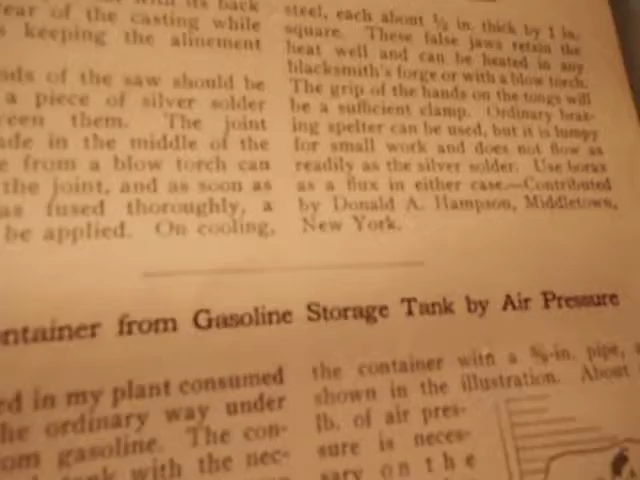 ear of the casting while
keeping the alinement
ds of the saw should be
a piece of silver solder
een them. The joint
de in the middle of the
e from a blow torch can
the joint, and as soon as
as fused thoroughly, a
be applied. On cooling,
steel, each about ½ in. thick by 1 in.
square. These false jaws retain the
heat well and can be heated in any
blacksmith's forge or with a blow torch.
The grip of the hands on the tongs will
be a sufficient clamp. Ordinary braz-
ing spelter can be used, but it is lumpy
for small work and does not flow as
readily as the silver solder. Use borax
as a flux in either case.—Contributed
by Donald A. Hampson, Middletown,
New York.
ntainer from Gasoline Storage Tank by Air Pressure
ed in my plant consumed
he ordinary way under
om gasoline. The con-
tank with the nec-
the container with a ⅜-in. pipe, a
shown in the illustration. About
lb. of air pres-
sure is neces-
sary on the